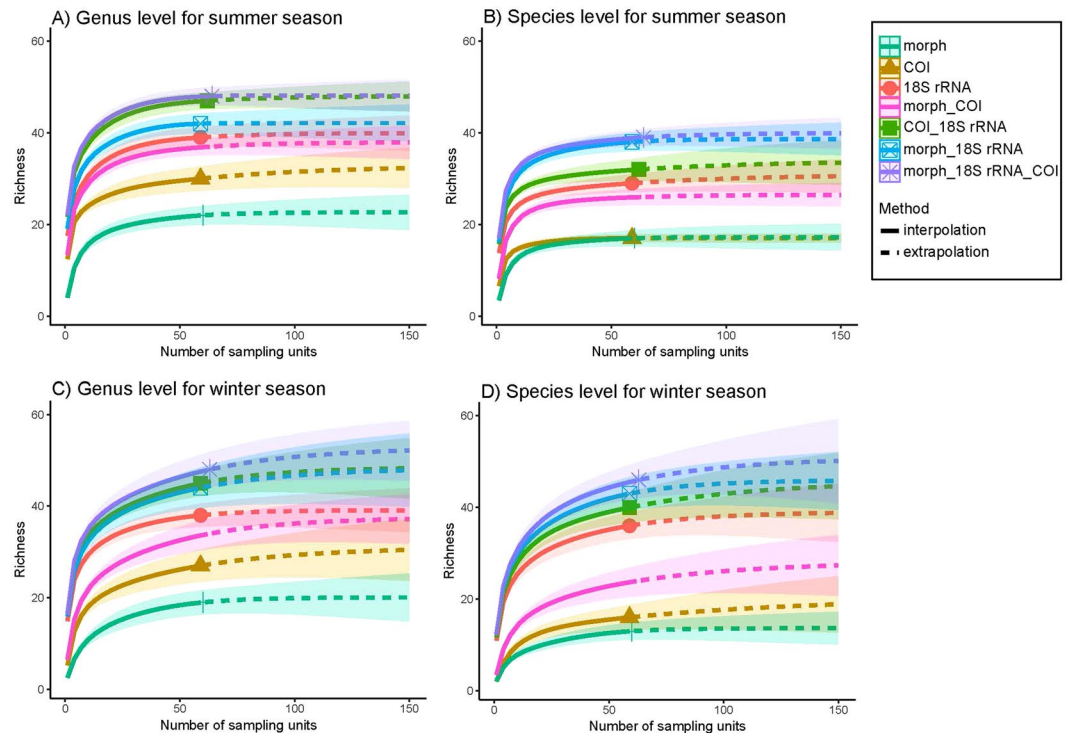 A) Genus level for summer season
60
40
20
0
Richness
0 50 100 150
Number of sampling units
B) Species level for summer season
60
40
20
0
Richness
0 50 100 150
Number of sampling units
morph
COI
18S rRNA
morph_COI
COI_18S rRNA
morph_18S rRNA
morph_18S rRNA_COI
Method
interpolation
extrapolation
C) Genus level for winter season
60
40
20
0
Richness
0 50 100 150
Number of sampling units
D) Species level for winter season
60
40
20
0
Richness
0 50 100 150
Number of sampling units